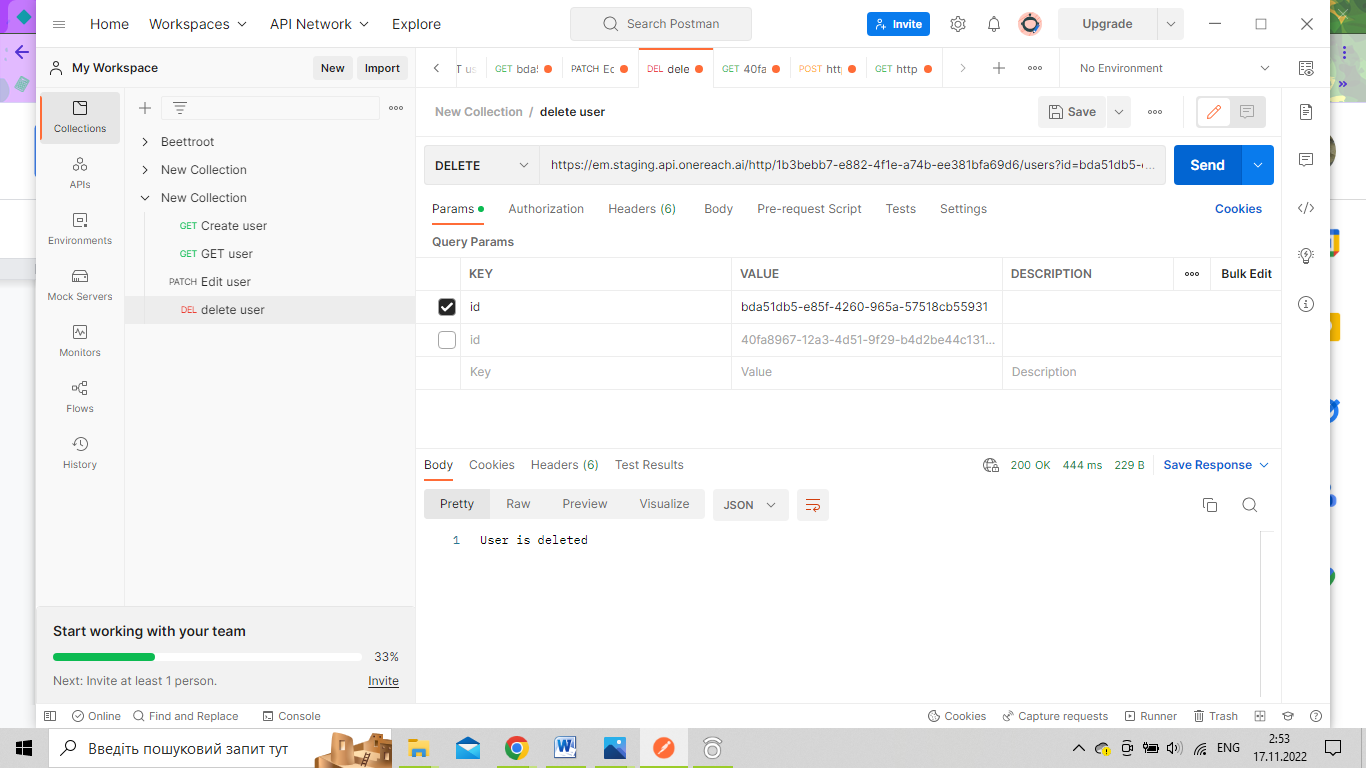 Home Workspaces API Network Explore Search Postman Invite Upgrade
My Workspace New Import GET bda! PATCH Ec DEL dele GET 40fa POST htt GET http No Environment
Collections
APIs
Environments
Mock Servers
Monitors
Flows
History
Beettroot
New Collection
New Collection
GET Create user
GET GET user
PATCH Edit user
DEL delete user
New Collection / delete user Save
DELETE https://em.staging.api.onereach.ai/http/1b3bebb7-e882-4f1e-a74b-ee381bfa69d6/users?id=bda51db5-... Send
Params Authorization Headers (6) Body Pre-request Script Tests Settings Cookies
Query Params
KEY VALUE DESCRIPTION Bulk Edit
id bda51db5-e85f-4260-965a-57518cb55931
id 40fa8967-12a3-4d51-9f29-b4d2be44c131...
Key Value Description
Body Cookies Headers (6) Test Results 200 OK 444 ms 229 B Save Response
Pretty Raw Preview Visualize JSON
1 User is deleted
Start working with your team
33%
Next: Invite at least 1 person. Invite
Online Find and Replace Console Cookies Capture requests Runner Trash
Введіть пошуковий запит тут ENG 2:53
17.11.2022